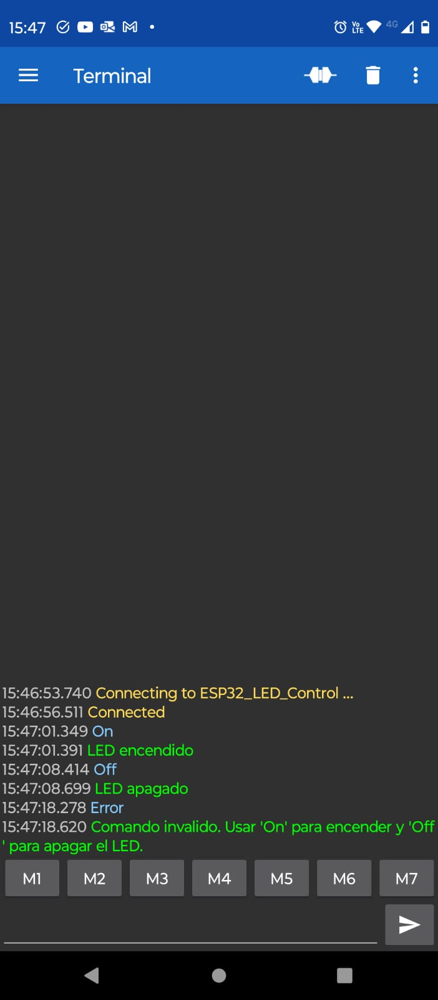 15:47
Vo LTE 4G
Terminal
15:46:53.740 Connecting to ESP32_LED_Control ...
15:46:56.511 Connected
15:47:01.349 On
15:47:01.391 LED encendido
15:47:08.414 Off
15:47:08.699 LED apagado
15:47:18.278 Error
15:47:18.620 Comando invalido. Usar 'On' para encender y 'Off
' para apagar el LED.
M1 M2 M3 M4 M5 M6 M7